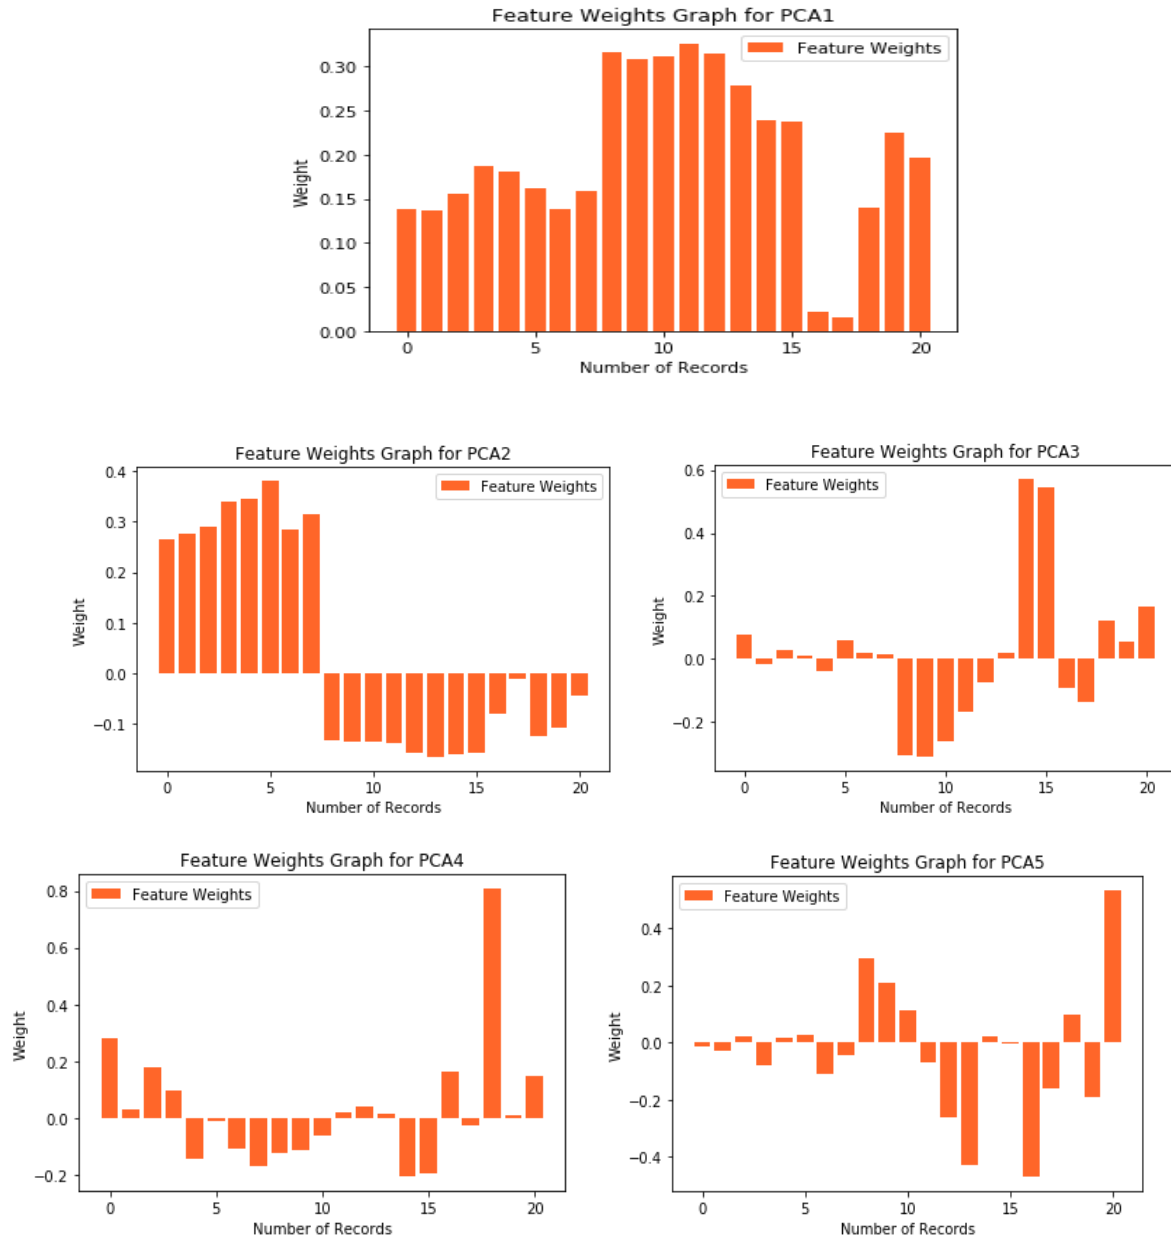 Feature Weights Graph for PCA1
Feature Weights
0.30
0.25
0.20
0.15
0.10
0.05
0.00
Weight
0 5 10 15 20
Number of Records
Feature Weights Graph for PCA2
Feature Weights
0.4
0.3
0.2
0.1
0.0
−0.1
Weight
0 5 10 15 20
Number of Records
Feature Weights Graph for PCA3
Feature Weights
0.6
0.4
0.2
0.0
−0.2
Weight
0 5 10 15 20
Number of Records
Feature Weights Graph for PCA4
Feature Weights
0.8
0.6
0.4
0.2
0.0
−0.2
Weight
0 5 10 15 20
Number of Records
Feature Weights Graph for PCA5
Feature Weights
0.4
0.2
0.0
−0.2
−0.4
Weight
0 5 10 15 20
Number of Records